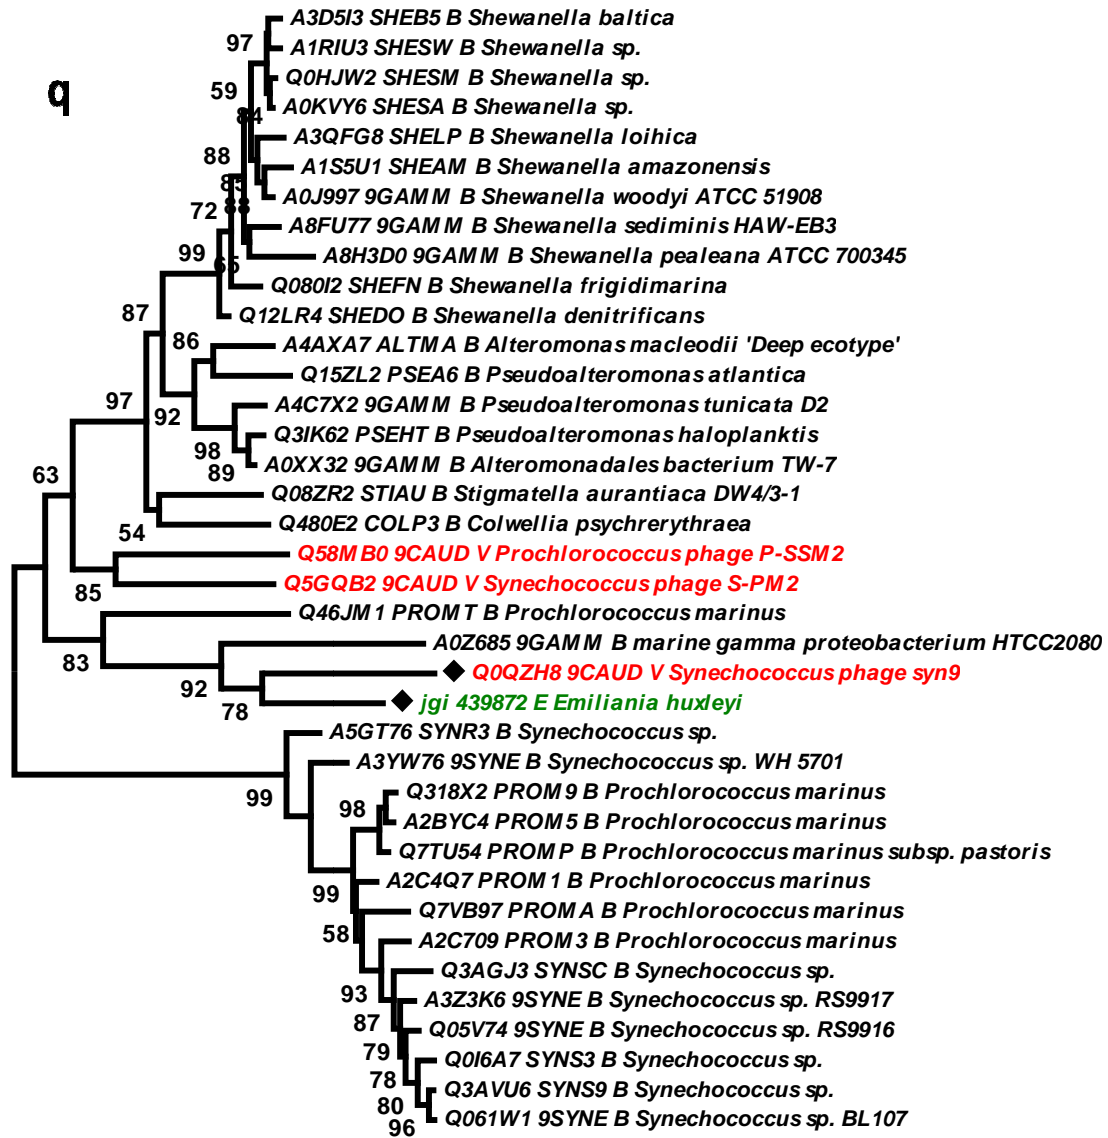 q
A3D5I3 SHEB5 B Shewanella baltica
97
A1RIU3 SHESW B Shewanella sp.
Q0HJW2 SHESM B Shewanella sp.
59
A0KVY6 SHESA B Shewanella sp.
84
A3QFG8 SHELP B Shewanella loihica
88
A1S5U1 SHEAM B Shewanella amazonensis
85
A0J997 9GAMM B Shewanella woodyi ATCC 51908
72
88
A8FU77 9GAMM B Shewanella sediminis HAW-EB3
99
A8H3D0 9GAMM B Shewanella pealeana ATCC 700345
65
Q080I2 SHEFN B Shewanella frigidimarina
87
Q12LR4 SHEDO B Shewanella denitrificans
86
A4AXA7 ALTMA B Alteromonas macleodii 'Deep ecotype'
Q15ZL2 PSEA6 B Pseudoalteromonas atlantica
97
92
A4C7X2 9GAMM B Pseudoalteromonas tunicata D2
Q3IK62 PSEHT B Pseudoalteromonas haloplanktis
98
A0XX32 9GAMM B Alteromonadales bacterium TW-7
89
63
Q08ZR2 STIAU B Stigmatella aurantiaca DW4/3-1
Q480E2 COLP3 B Colwellia psychrerythraea
54
Q58MB0 9CAUD V Prochlorococcus phage P-SSM2
Q5GQB2 9CAUD V Synechococcus phage S-PM2
85
Q46JM1 PROMT B Prochlorococcus marinus
A0Z685 9GAMM B marine gamma proteobacterium HTCC2080
83
Q0QZH8 9CAUD V Synechococcus phage syn9
92
jgi 439872 E Emiliania huxleyi
78
A5GT76 SYNR3 B Synechococcus sp.
A3YW76 9SYNE B Synechococcus sp. WH 5701
99
Q318X2 PROM9 B Prochlorococcus marinus
98
A2BYC4 PROM5 B Prochlorococcus marinus
Q7TU54 PROMP B Prochlorococcus marinus subsp. pastoris
A2C4Q7 PROM1 B Prochlorococcus marinus
99
Q7VB97 PROMA B Prochlorococcus marinus
58
A2C709 PROM3 B Prochlorococcus marinus
Q3AGJ3 SYNSC B Synechococcus sp.
93
A3Z3K6 9SYNE B Synechococcus sp. RS9917
87
Q05V74 9SYNE B Synechococcus sp. RS9916
79
Q0I6A7 SYNS3 B Synechococcus sp.
78
Q3AVU6 SYNS9 B Synechococcus sp.
80
Q061W1 9SYNE B Synechococcus sp. BL107
96